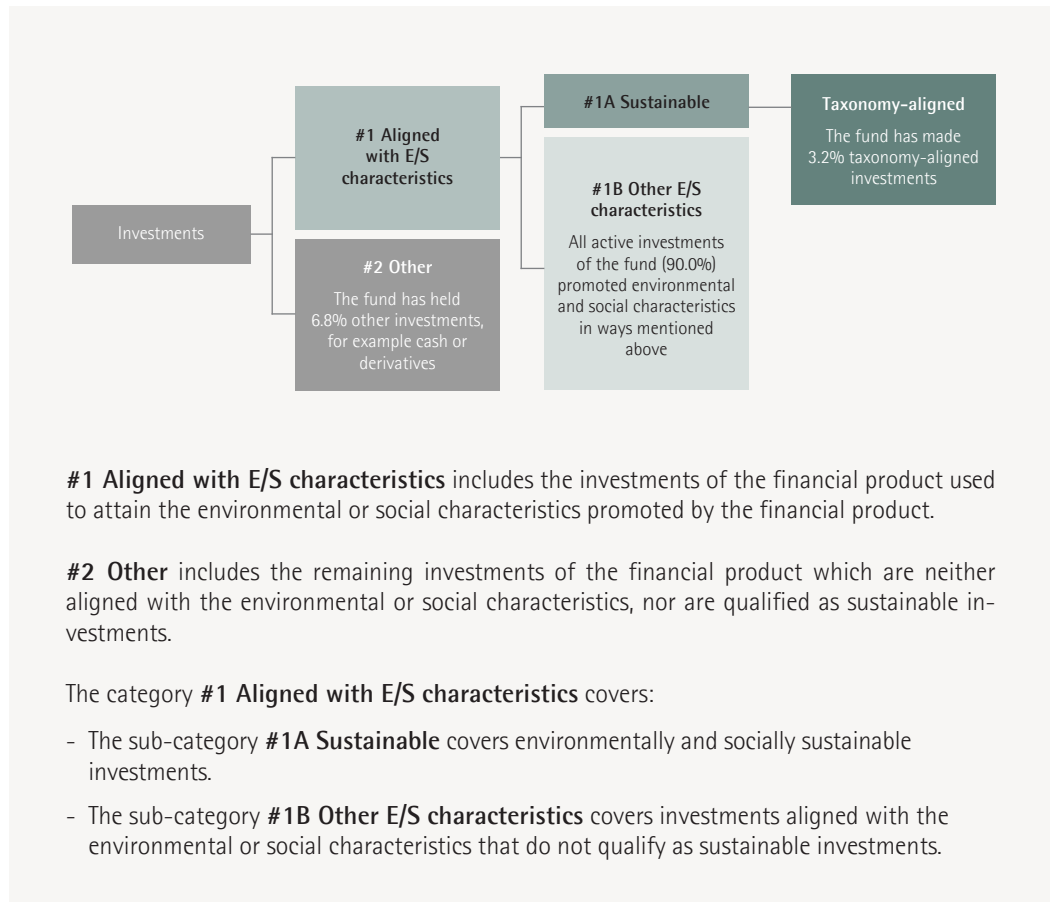 Investments
#1 Aligned
with E/S
characteristics
#2 Other
The fund has held
6.8% other investments,
for example cash or
derivatives
#1A Sustainable
#1B Other E/S
characteristics
All active investments
of the fund (90.0%)
promoted environmental
and social characteristics
in ways mentioned
above
Taxonomy-aligned
The fund has made
3.2% taxonomy-aligned
investments
#1 Aligned with E/S characteristics includes the investments of the financial product used
to attain the environmental or social characteristics promoted by the financial product.
#2 Other includes the remaining investments of the financial product which are neither
aligned with the environmental or social characteristics, nor are qualified as sustainable in-
vestments.
The category #1 Aligned with E/S characteristics covers:
- The sub-category #1A Sustainable covers environmentally and socially sustainable
investments.
- The sub-category #1B Other E/S characteristics covers investments aligned with the
environmental or social characteristics that do not qualify as sustainable investments.